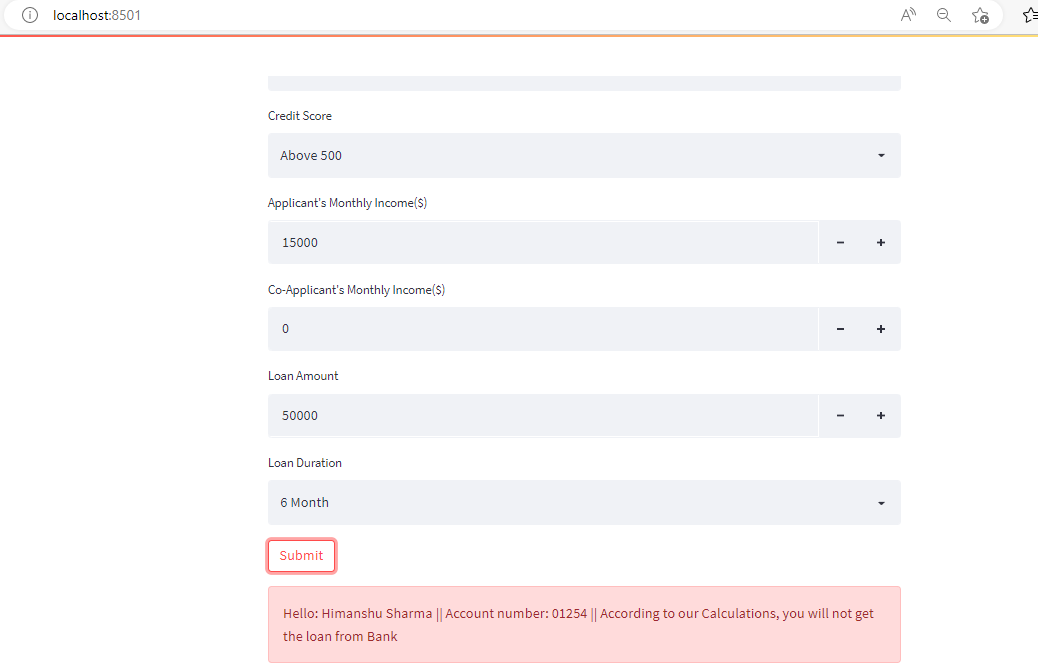 localhost:8501
Credit Score
Above 500
Applicant's Monthly Income($)
15000
Co-Applicant's Monthly Income($)
0
Loan Amount
50000
Loan Duration
6 Month
Submit
Hello: Himanshu Sharma || Account number: 01254 || According to our Calculations, you will not get
the loan from Bank